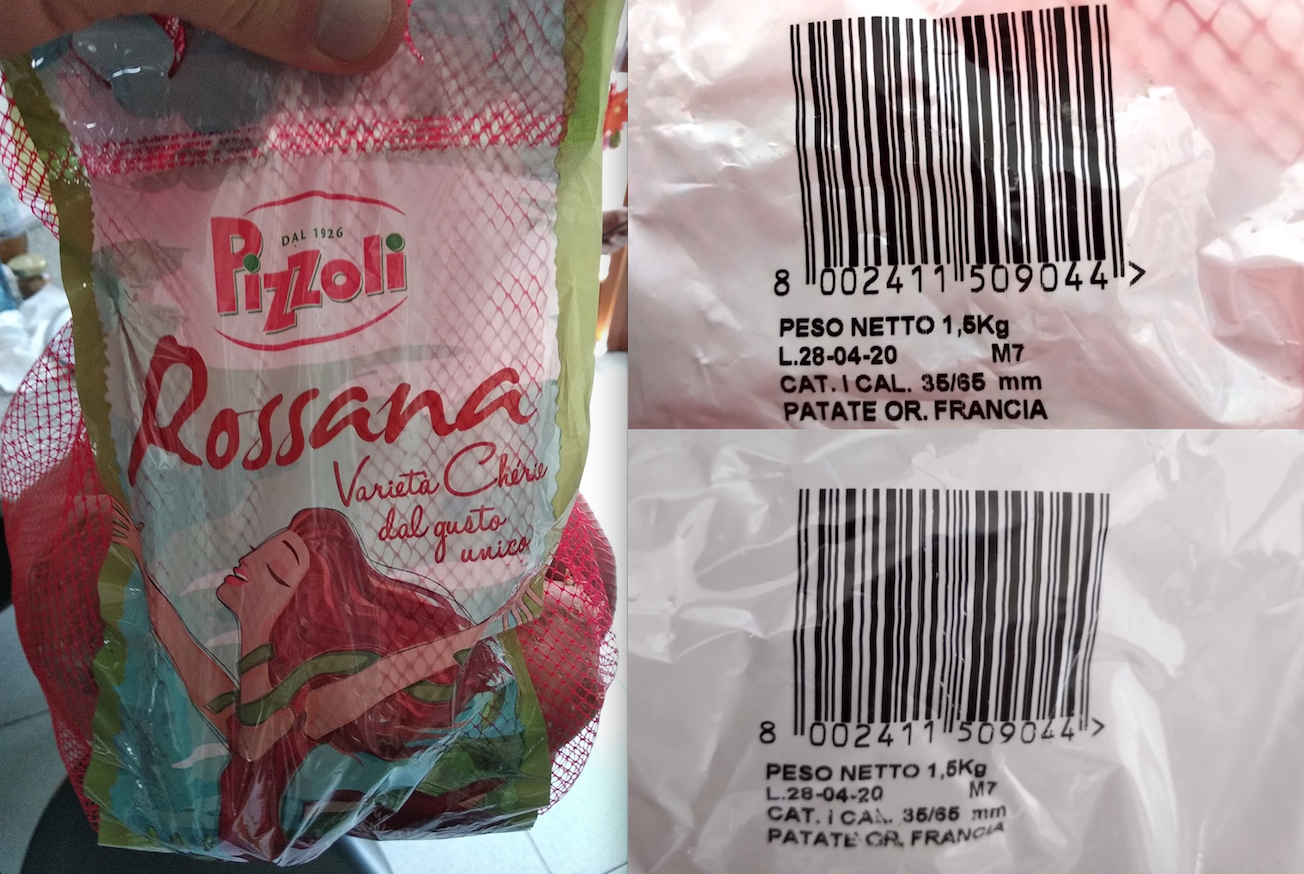 DAL 1926
Pizzoli
Rossana
Varietà Chérie
dal gusto
unico
8 002411 509044 >
PESO NETTO 1,5Kg
L.28-04-20 M7
CAT. I CAL. 35/65 mm
PATATE OR. FRANCIA
8 002411 509044 >
PESO NETTO 1,5Kg
L.28-04-20 M7
CAT. I CAL. 35/65 mm
PATATE OR. FRANCIA